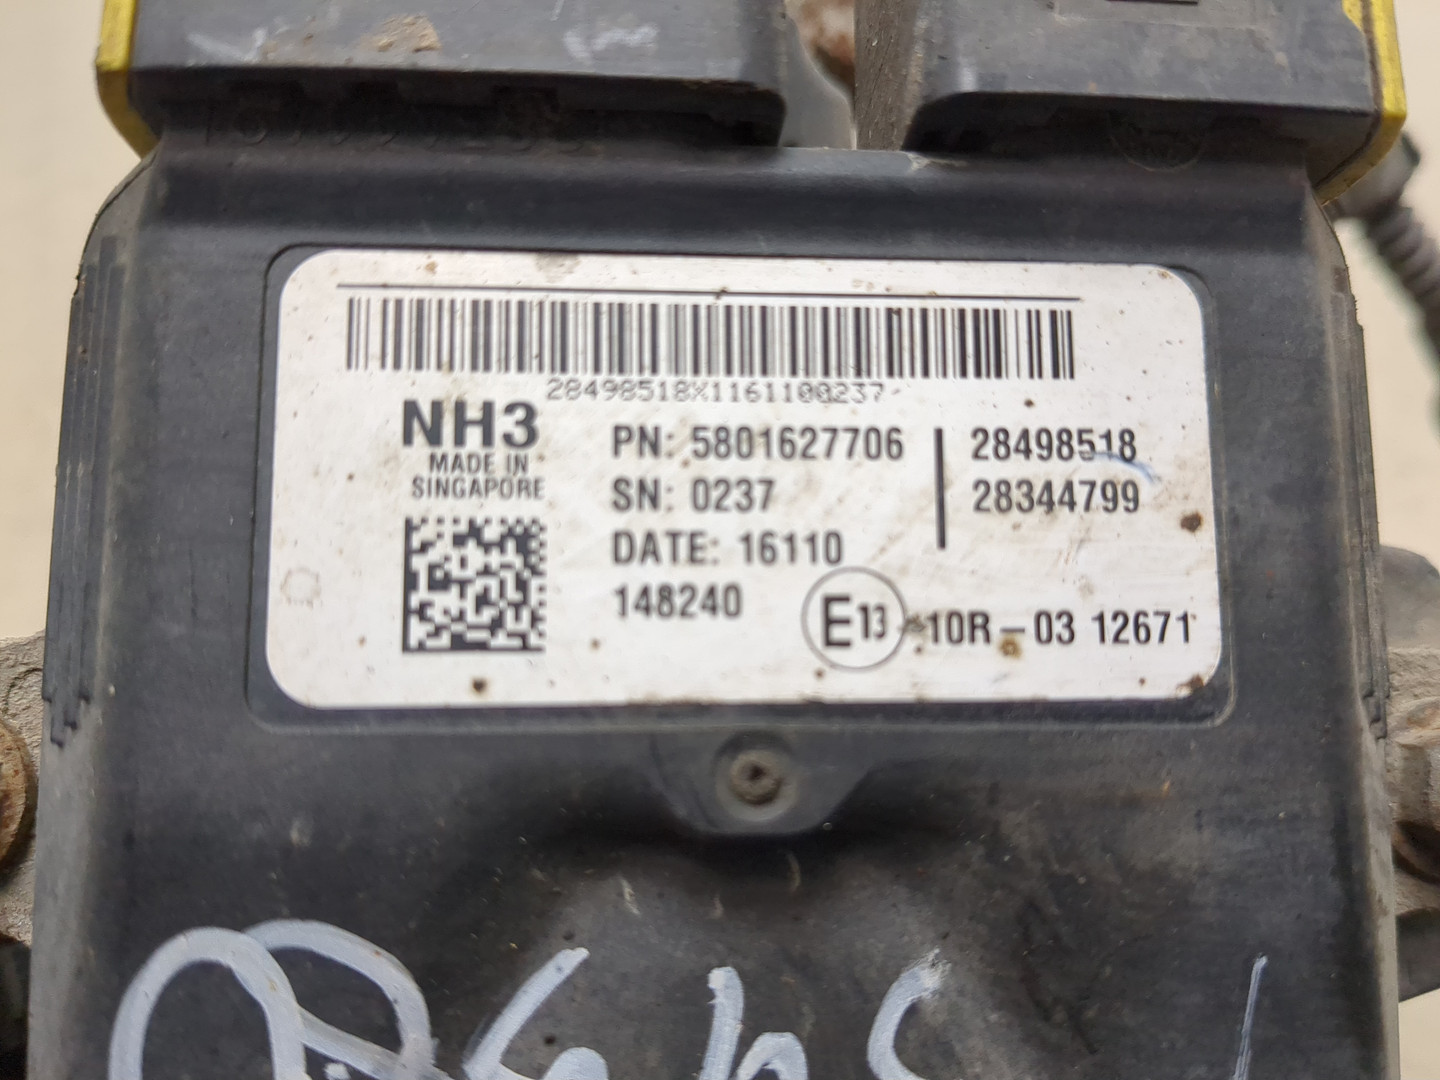 28498518X1161100237
NH3
MADE IN
SINGAPORE
PN: 5801627706
SN: 0237
DATE: 16110
148240
28498518
28344799
E13 10R-03 12671